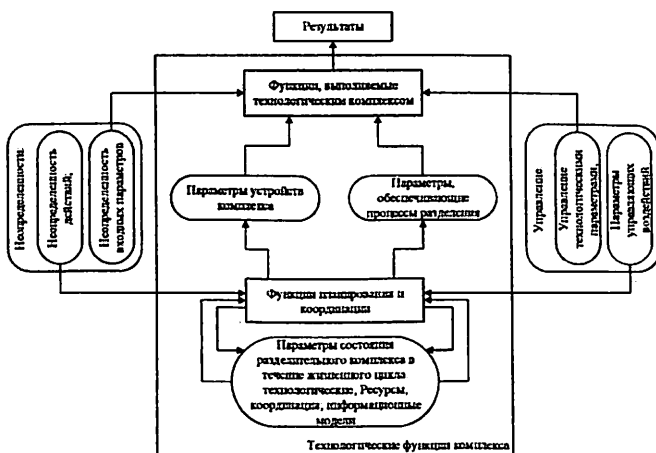 Результаты
Функции, выполняемые
технологическим комплексом
Неопределенности
Неопределенность
действий,
Неопределенность
входных параметров
Параметры устройств
комплекса
Параметры,
обеспечивающие
процессы разделения
Управление
Управление
технологическими
параметрами,
Параметры
управляющих
воздействий
Функции планирования и
координации
Параметры состояния
разделительного комплекса в
течение жизненного цикла
технологические, Ресурсы,
координация, информационные
модели
Технологические функции комплекса